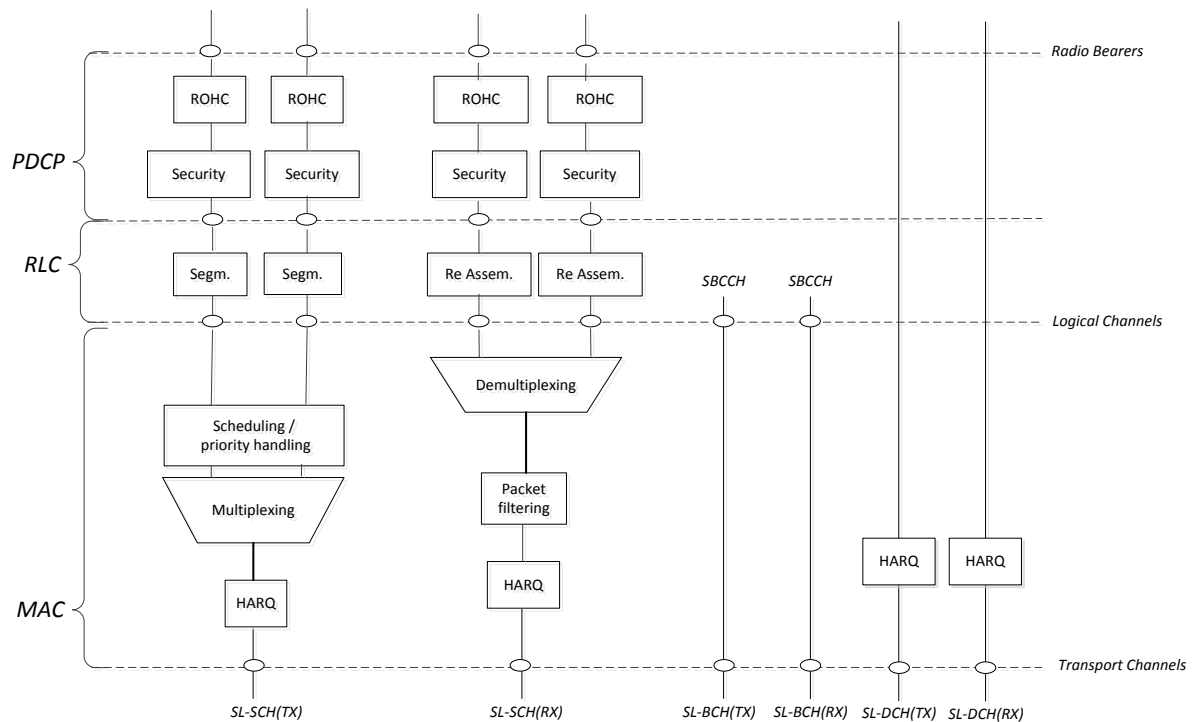 Radio Bearers
ROHC
ROHC
ROHC
ROHC
PDCP
Security
Security
Security
Security
RLC
Segm.
Segm.
Re Assem.
Re Assem.
SBCCH
SBCCH
Logical Channels
Demultiplexing
Scheduling /
priority handling
Packet
filtering
Multiplexing
HARQ
HARQ
HARQ
HARQ
MAC
Transport Channels
SL-SCH(TX)
SL-SCH(RX)
SL-BCH(TX)
SL-BCH(RX)
SL-DCH(TX)
SL-DCH(RX)